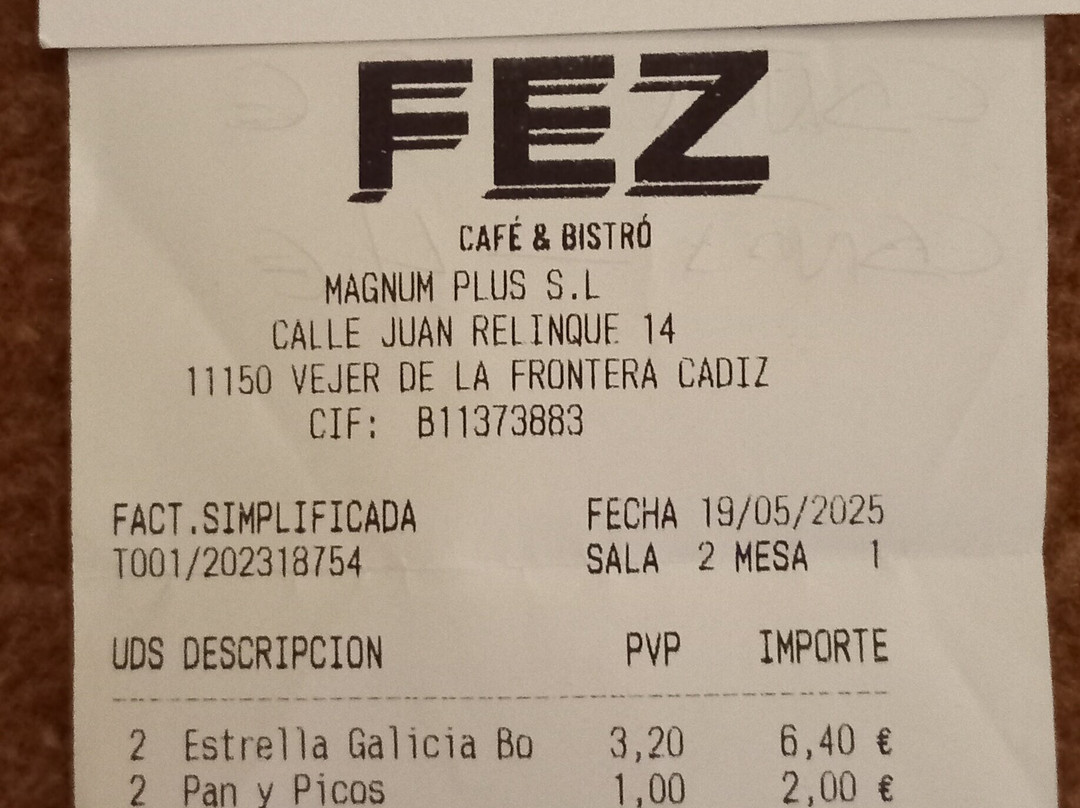 FEZ
CAFÉ & BISTRÓ
MAGNUM PLUS S.L
CALLE JUAN RELINQUE 14
11150 VEJER DE LA FRONTERA CADIZ
CIF: B11373883
FACT.SIMPLIFICADA FECHA 19/05/2025
T001/202318754 SALA 2 MESA 1
UDS DESCRIPCION PVP IMPORTE
2 Estrella Galicia Bo 3,20 6,40 €
2 Pan y Picos 1,00 2,00 €